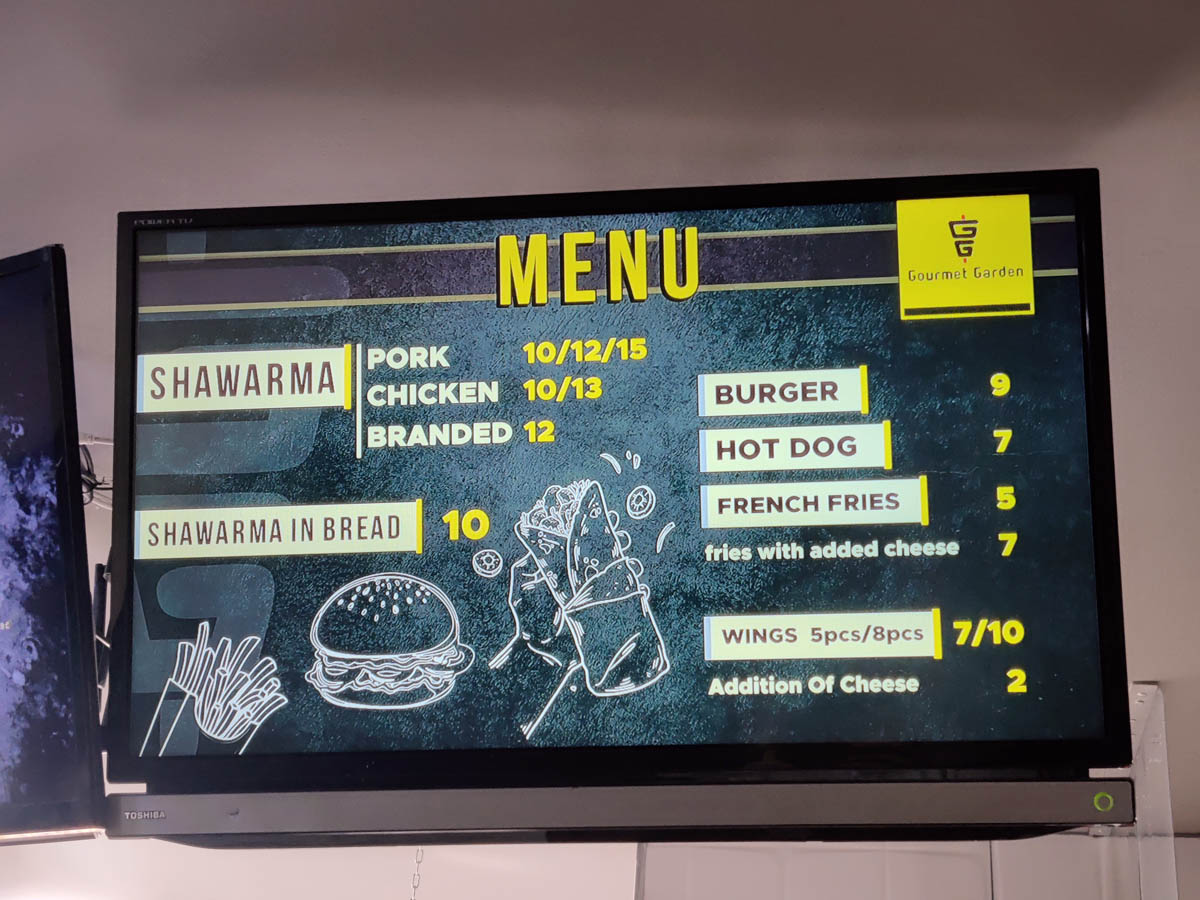 POWER TV
MENU
GG
Gourmet Garden
SHAWARMA
PORK 10/12/15
CHICKEN 10/13
BRANDED 12
SHAWARMA IN BREAD 10
BURGER 9
HOT DOG 7
FRENCH FRIES 5
fries with added cheese 7
WINGS 5pcs/8pcs 7/10
Addition Of Cheese 2
TOSHIBA